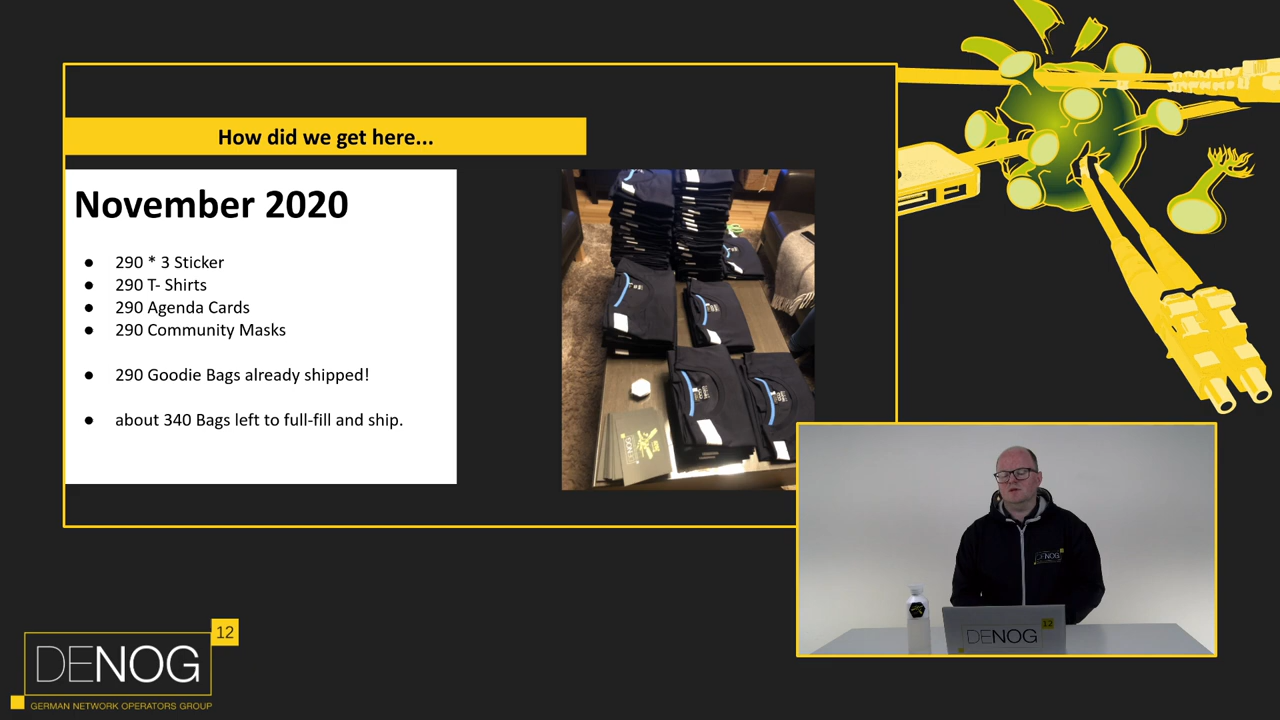 How did we get here...
November 2020
● 290 * 3 Sticker
● 290 T- Shirts
● 290 Agenda Cards
● 290 Community Masks
● 290 Goodie Bags already shipped!
● about 340 Bags left to full-fill and ship.
DENOG
DENOG
12
DENOG
12
GERMAN NETWORK OPERATORS GROUP